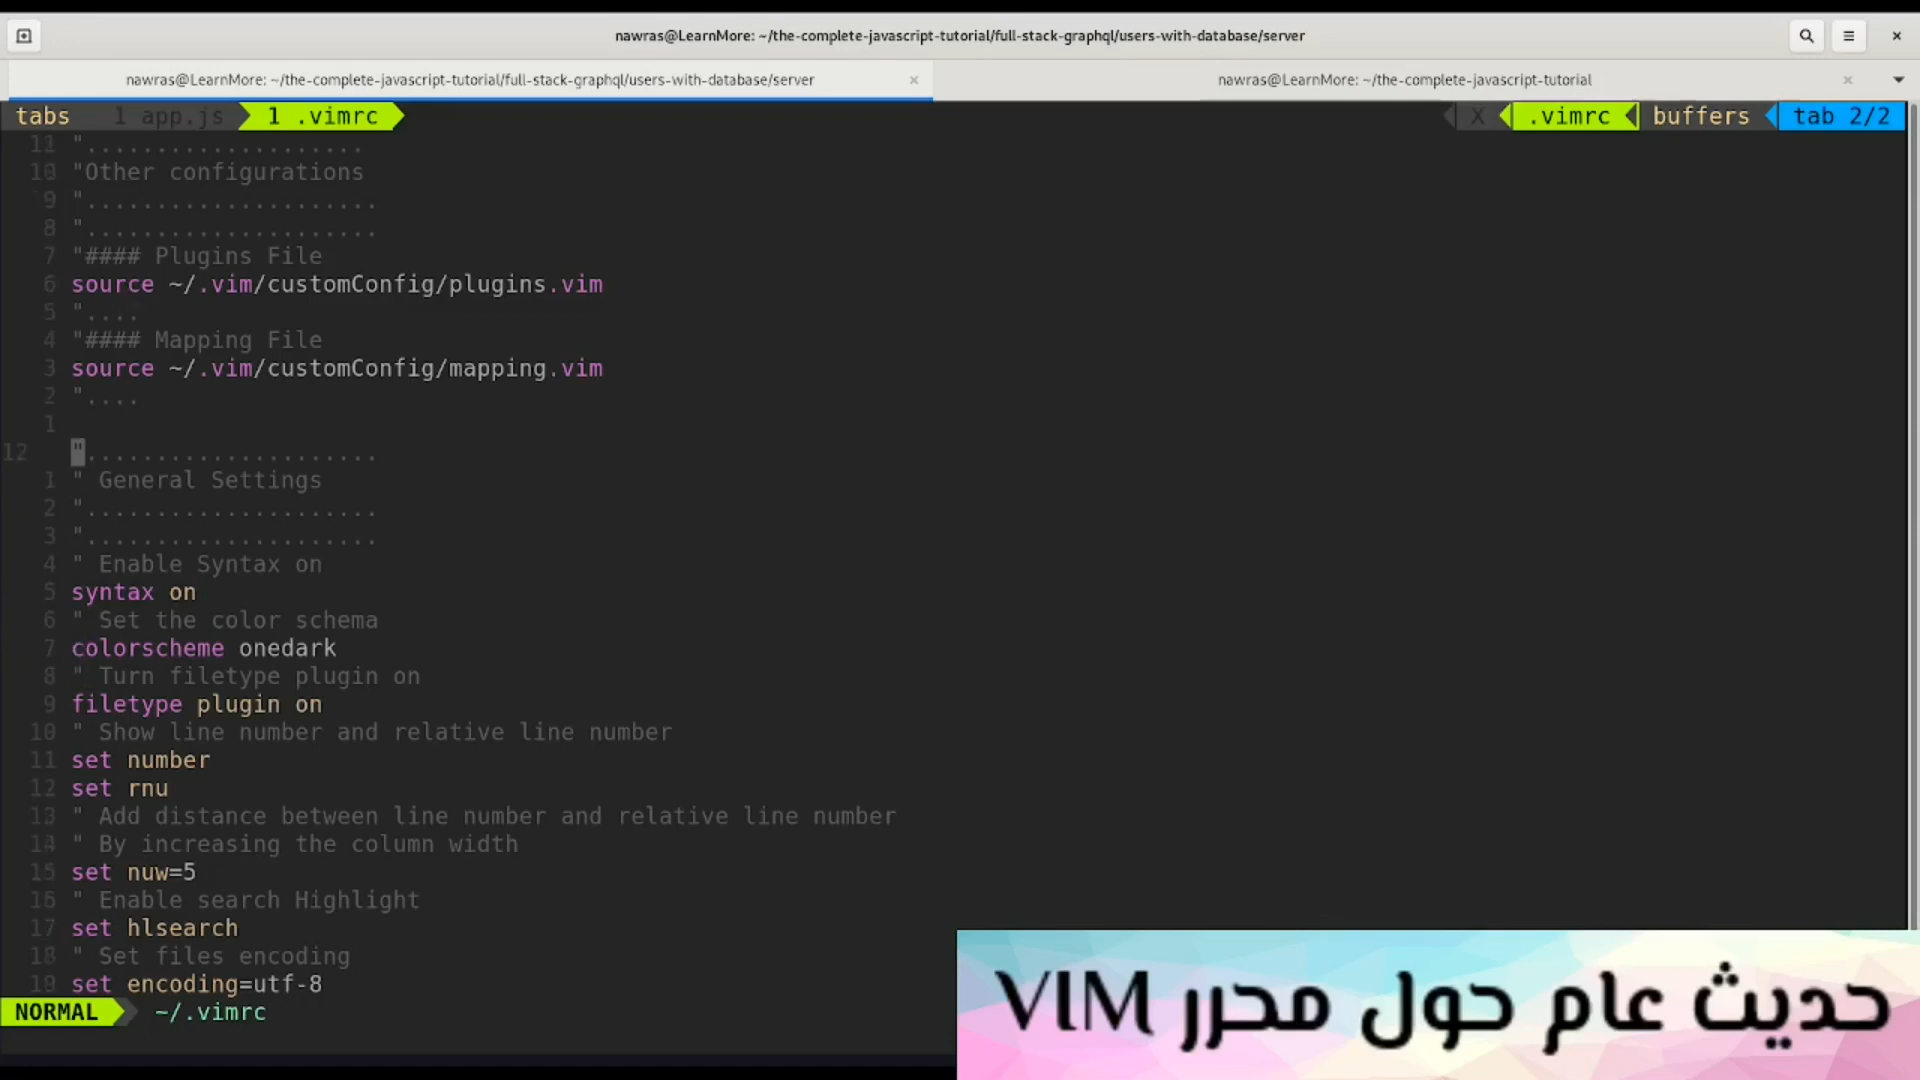 nawras@LearnMore: ~/the-complete-javascript-tutorial/full-stack-graphql/users-with-database/server
nawras@LearnMore: ~/the-complete-javascript-tutorial/full-stack-graphql/users-with-database/server × nawras@LearnMore: ~/the-complete-javascript-tutorial ×
tabs 1 app.js 1 .vimrc X .vimrc buffers tab 2/2
11 "....................
10 "Other configurations
9 ".....................
8 ".....................
7 "#### Plugins File
6 source ~/.vim/customConfig/plugins.vim
5 "....
4 "#### Mapping File
3 source ~/.vim/customConfig/mapping.vim
2 "....
1
12 ".....................
1 " General Settings
2 ".....................
3 ".....................
4 " Enable Syntax on
5 syntax on
6 " Set the color schema
7 colorscheme onedark
8 " Turn filetype plugin on
9 filetype plugin on
10 " Show line number and relative line number
11 set number
12 set rnu
13 " Add distance between line number and relative line number
14 " By increasing the column width
15 set nuw=5
16 " Enable search Highlight
17 set hlsearch
18 " Set files encoding
19 set encoding=utf-8
NORMAL ~/.vimrc
حديث عام حول محرر VIM